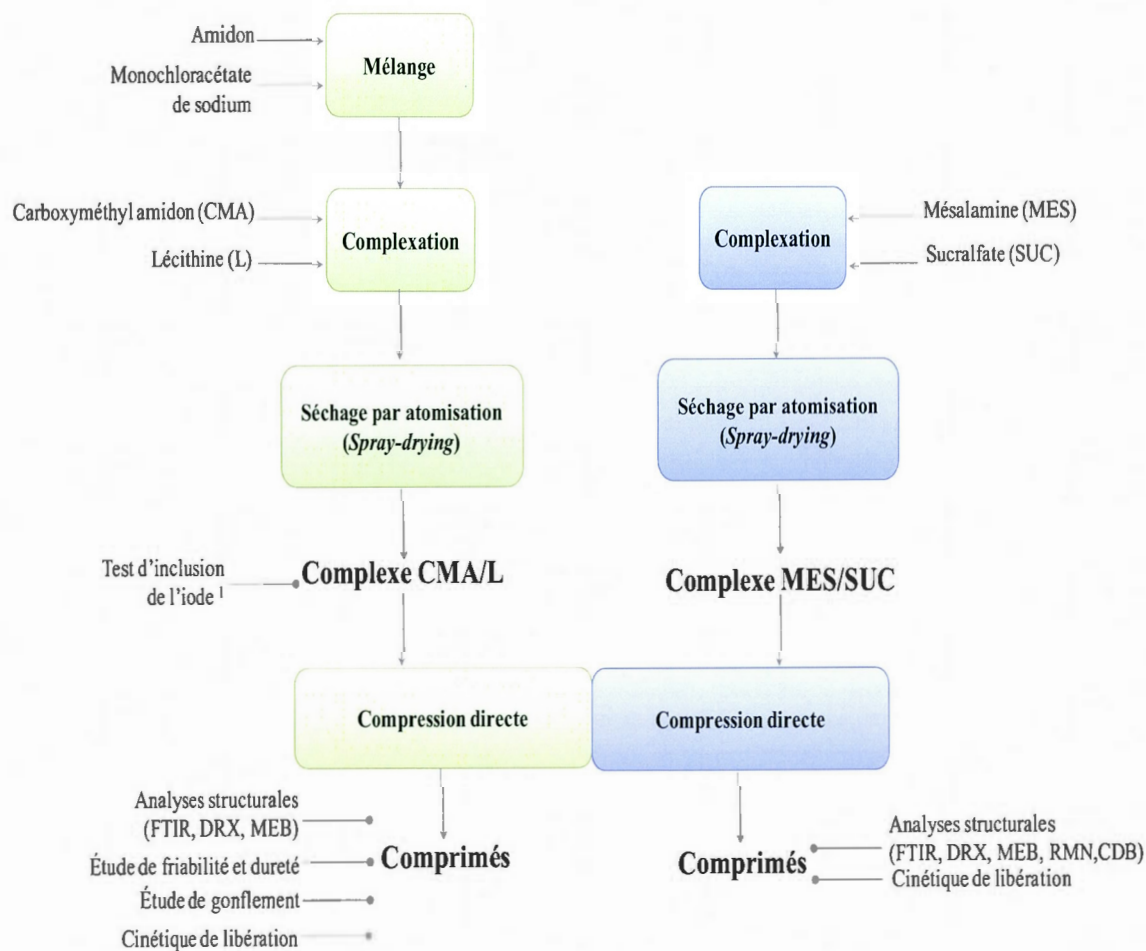 Amidon
Monochloracétate
de sodium
Mélange
Carboxyméthyl amidon (CMA)
Lécithine (L)
Complexation
Complexation
Mésalamine (MES)
Sucralfate (SUC)
Séchage par atomisation
(Spray-drying)
Séchage par atomisation
(Spray-drying)
Test d'inclusion
de l'iode 1
Complexe CMA/L
Complexe MES/SUC
Compression directe
Compression directe
Analyses structurales
(FTIR, DRX, MEB)
Étude de friabilité et dureté
Étude de gonflement
Cinétique de libération
Comprimés
Comprimés
Analyses structurales
(FTIR, DRX, MEB, RMN,CDB)
Cinétique de libération